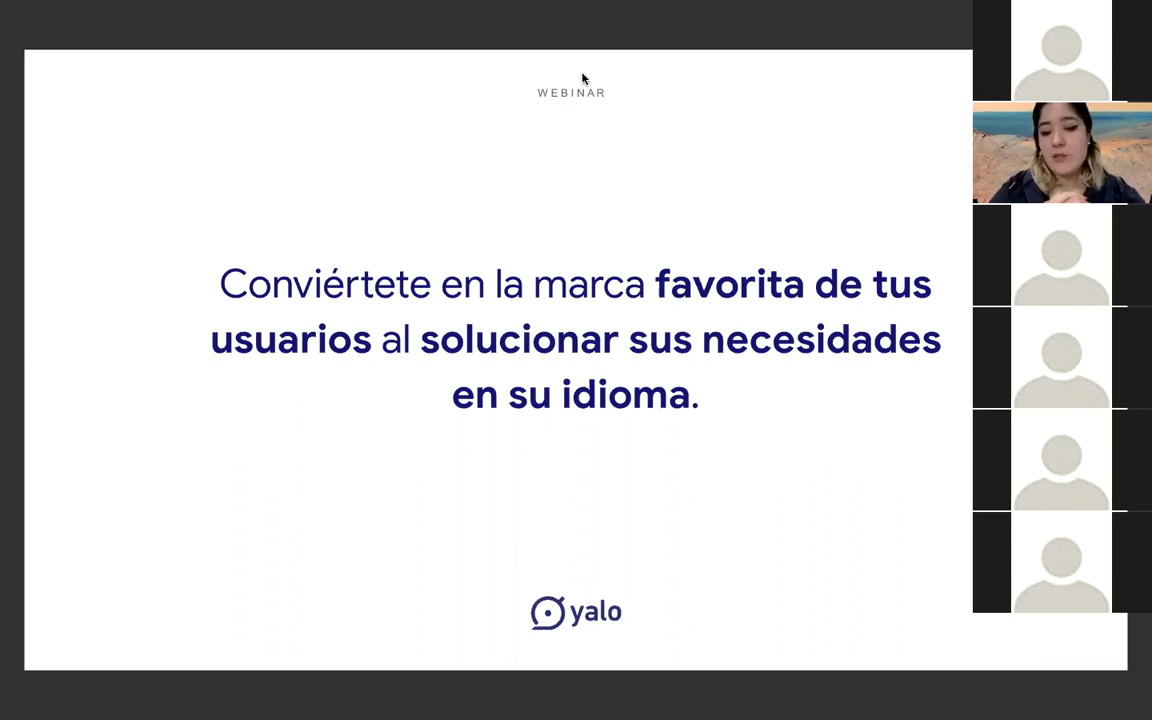 WEBINAR
Conviértete en la marca favorita de tus
usuarios al solucionar sus necesidades
en su idioma.
yalo